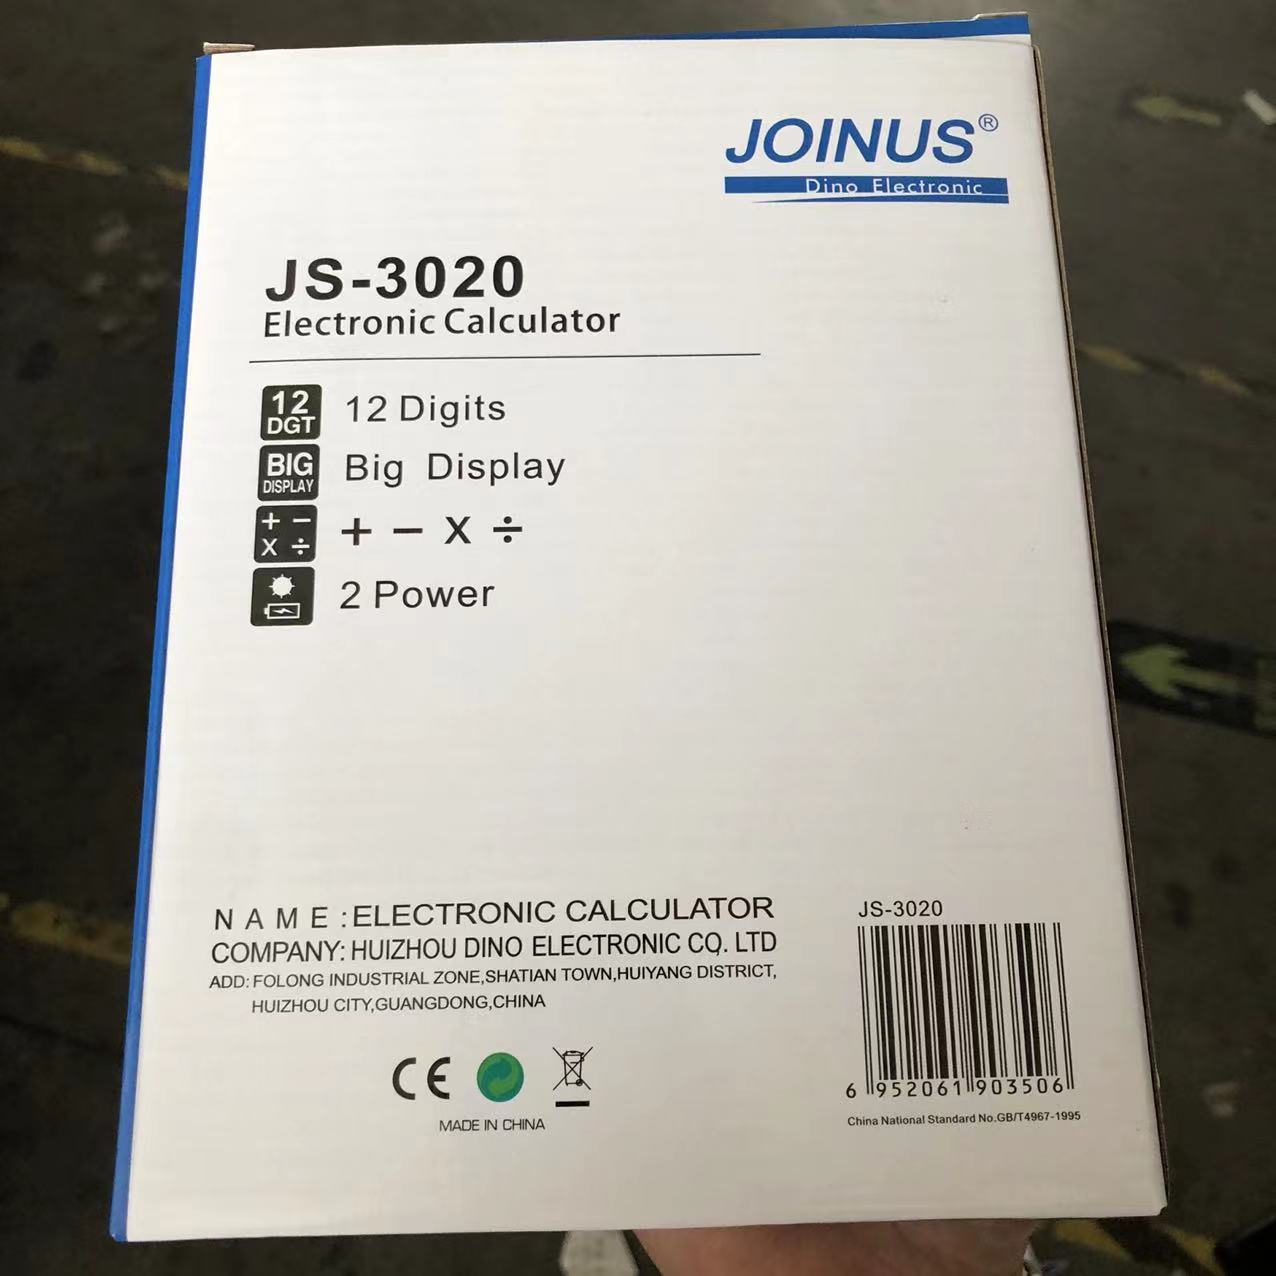 JOINUS®
Dino Electronic
JS-3020
Electronic Calculator
12 DGT 12 Digits
BIG DISPLAY Big Display
+ − X ÷ + − X ÷
2 Power
NAME:ELECTRONIC CALCULATOR
COMPANY: HUIZHOU DINO ELECTRONIC CO. LTD
ADD: FOLONG INDUSTRIAL ZONE,SHATIAN TOWN,HUIYANG DISTRICT,
HUIZHOU CITY,GUANGDONG,CHINA
CE
MADE IN CHINA
JS-3020
6 952061 903506
China National Standard No.GB/T4967-1995